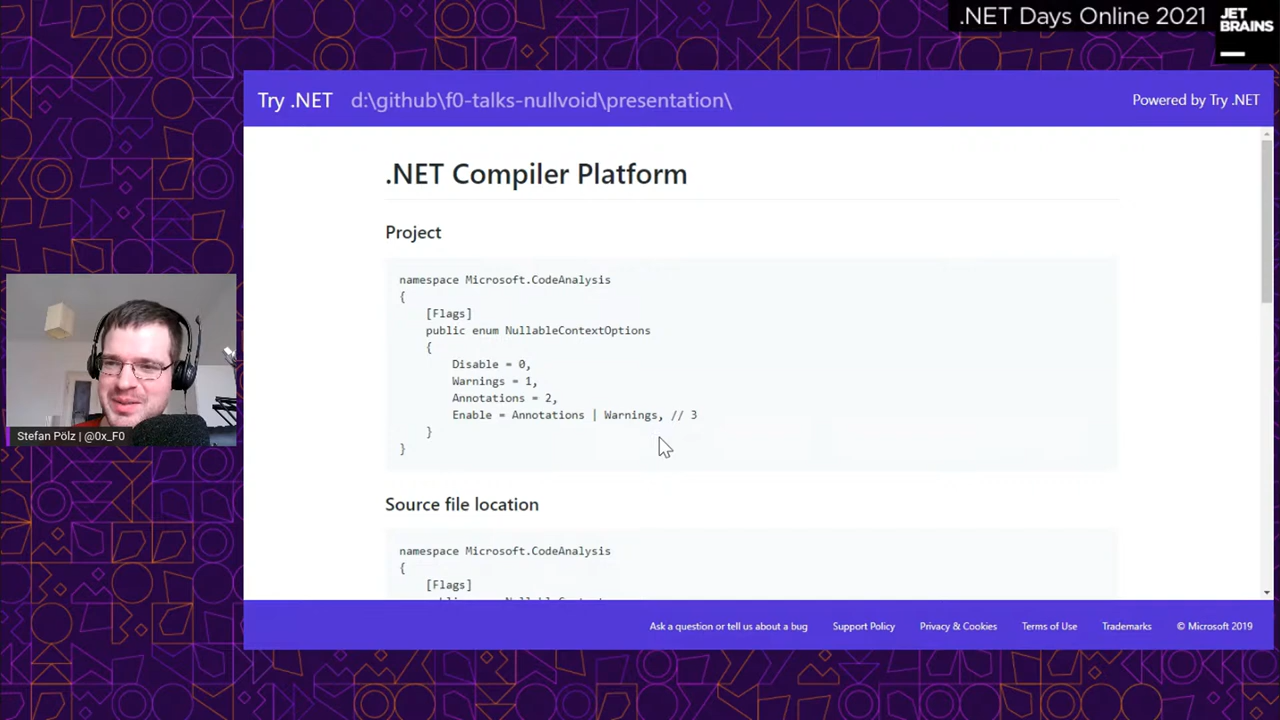 .NET Days Online 2021
JET
BRAINS
Try .NET d:\github\f0-talks-nullvoid\presentation\
Powered by Try .NET
.NET Compiler Platform
Project
namespace Microsoft.CodeAnalysis
{
[Flags]
public enum NullableContextOptions
{
Disable = 0,
Warnings = 1,
Annotations = 2,
Enable = Annotations | Warnings, // 3
}
}
Stefan Pölz | @0x_F0
Source file location
namespace Microsoft.CodeAnalysis
{
[Flags]
Ask a question or tell us about a bug Support Policy Privacy & Cookies Terms of Use Trademarks © Microsoft 2019